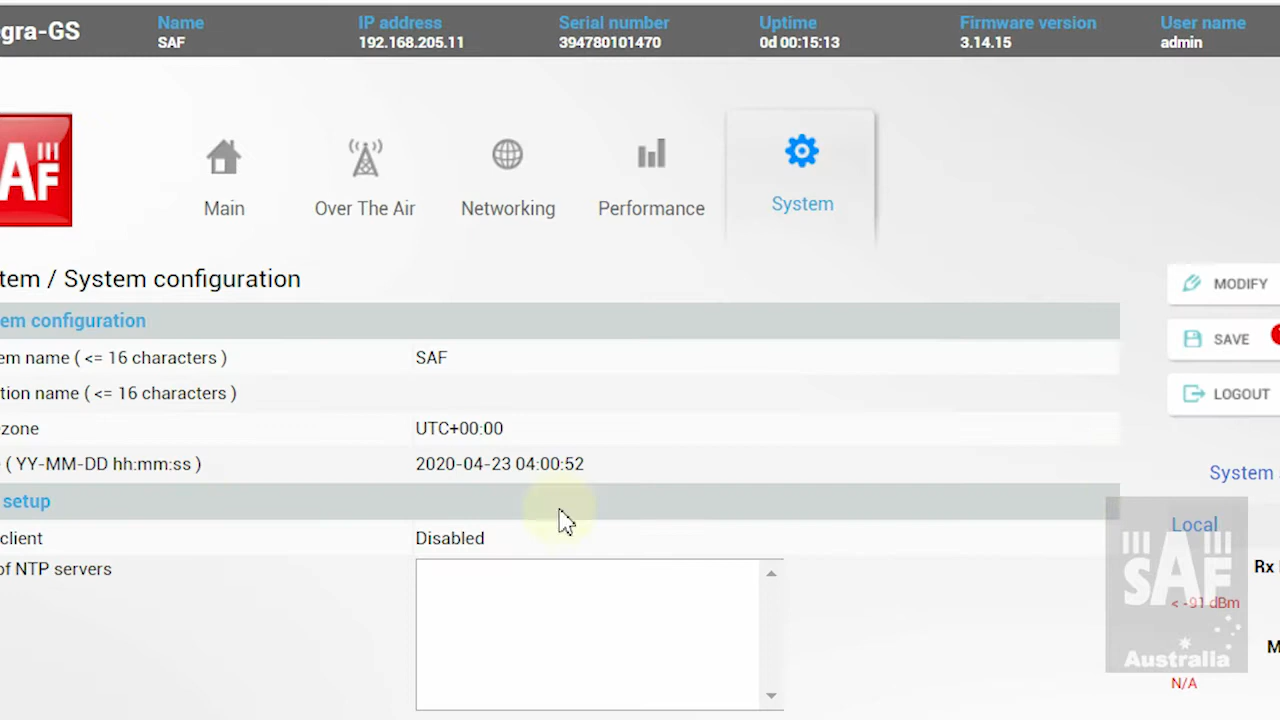 gra-GS
Name
SAF
IP address
192.168.205.11
Serial number
394780101470
Uptime
0d 00:15:13
Firmware version
3.14.15
User name
admin
AF
Main
Over The Air
Networking
Performance
System
tem / System configuration
em configuration
em name ( <= 16 characters )
SAF
tion name ( <= 16 characters )
zone
UTC+00:00
( YY-MM-DD hh:mm:ss )
2020-04-23 04:00:52
setup
client
Disabled
of NTP servers
MODIFY
SAVE
LOGOUT
System
Local
Rx
< -91 dBm
M
N/A
SAF
Australia